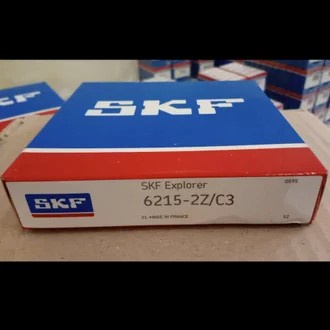 SKF
SKF Explorer
SKF
6215-2Z/C3
MADE IN FRANCE